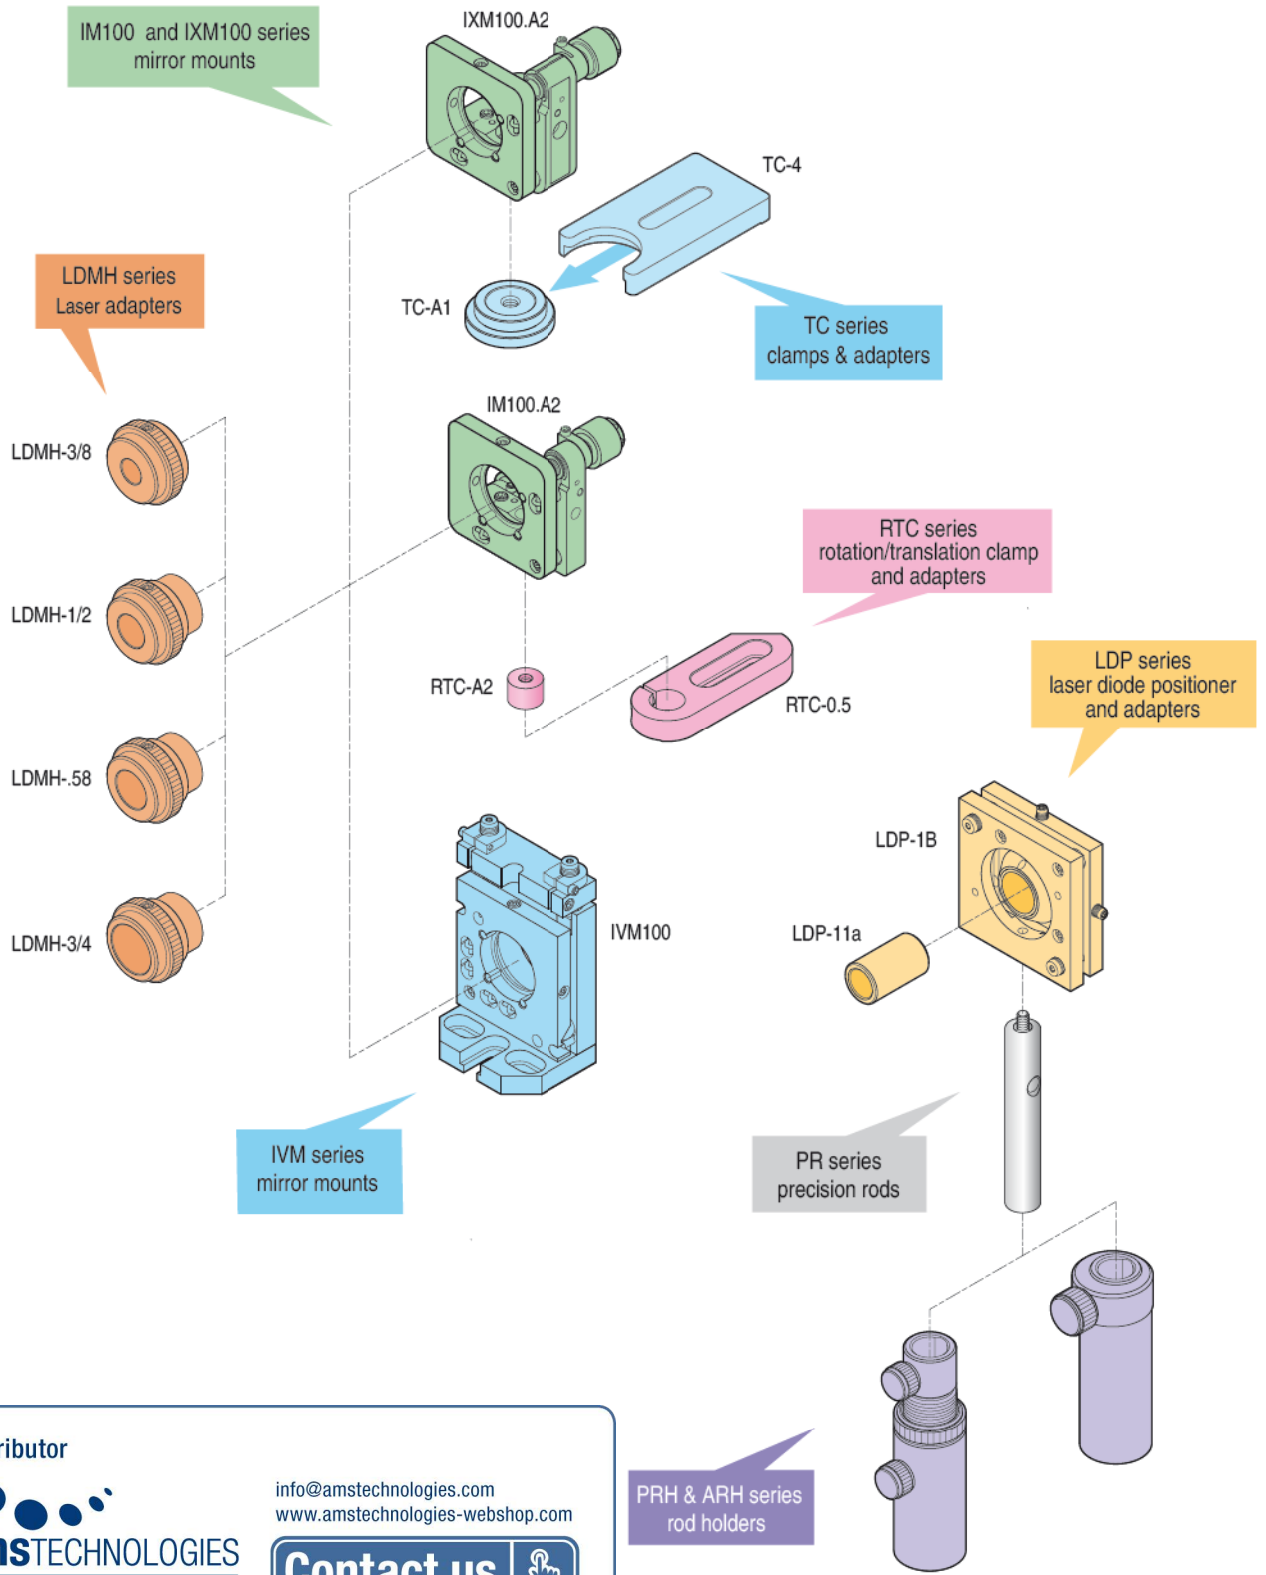 IM100 and IXM100 series
mirror mounts
IXM100.A2
TC-4
LDMH series
Laser adapters
TC-A1
TC series
clamps & adapters
IM100.A2
LDMH-3/8
RTC series
rotation/translation clamp
and adapters
LDMH-1/2
RTC-A2
RTC-0.5
LDP series
laser diode positioner
and adapters
LDMH-.58
LDP-1B
LDMH-3/4
IVM100
LDP-11a
IVM series
mirror mounts
PR series
precision rods
PRH & ARH series
rod holders
ributor
info@amstechnologies.com
www.amstechnologies-webshop.com
msTECHNOLOGIES
Contact us